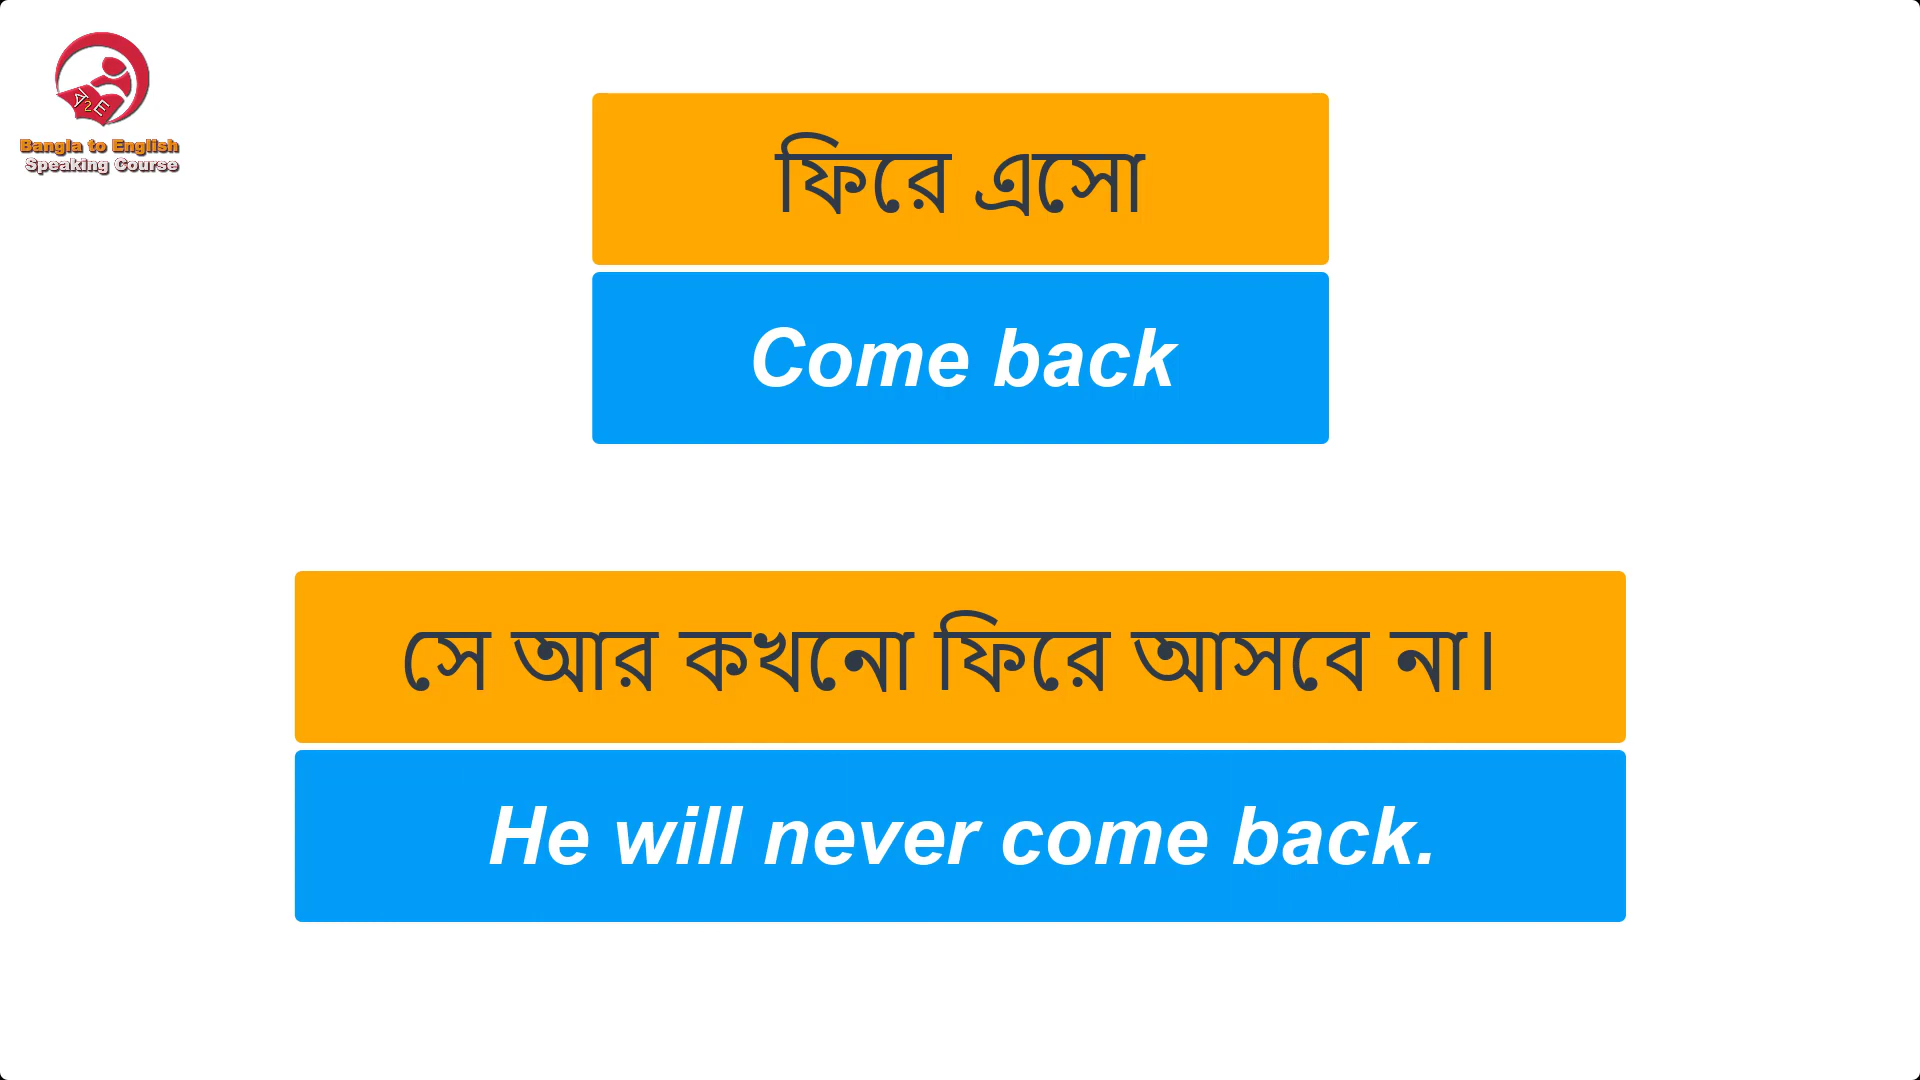 Bangla to English
Speaking Course
ফিরে এসো
Come back
সে আর কখনো ফিরে আসবে না।
He will never come back.